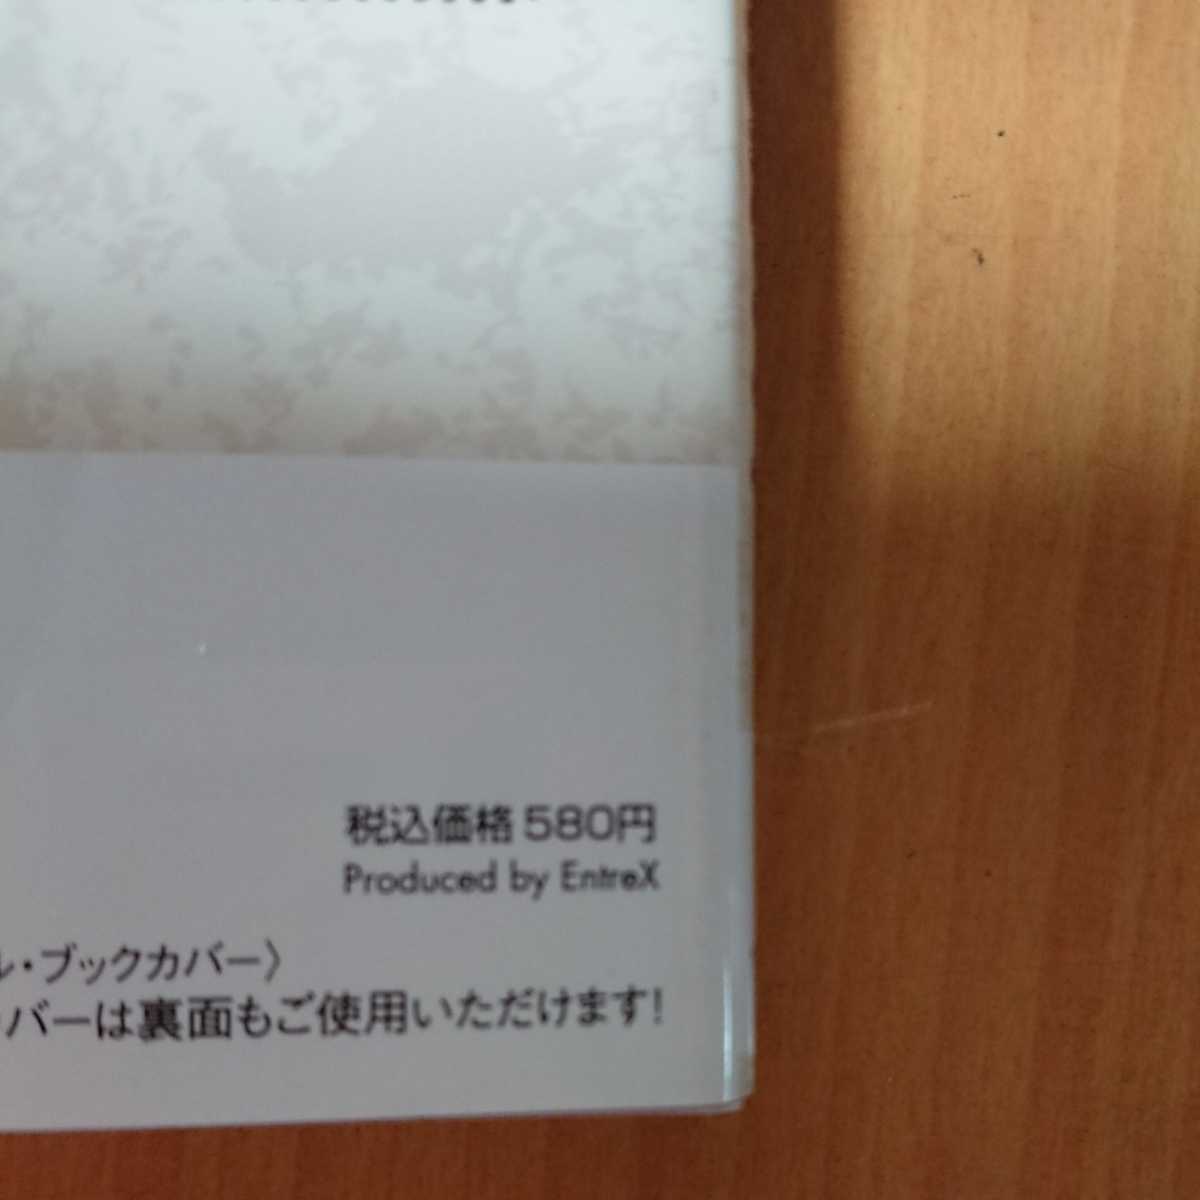 税込価格580円
Produced by EntreX
ル・ブックカバー〉
バーは裏面もご使用いただけます!